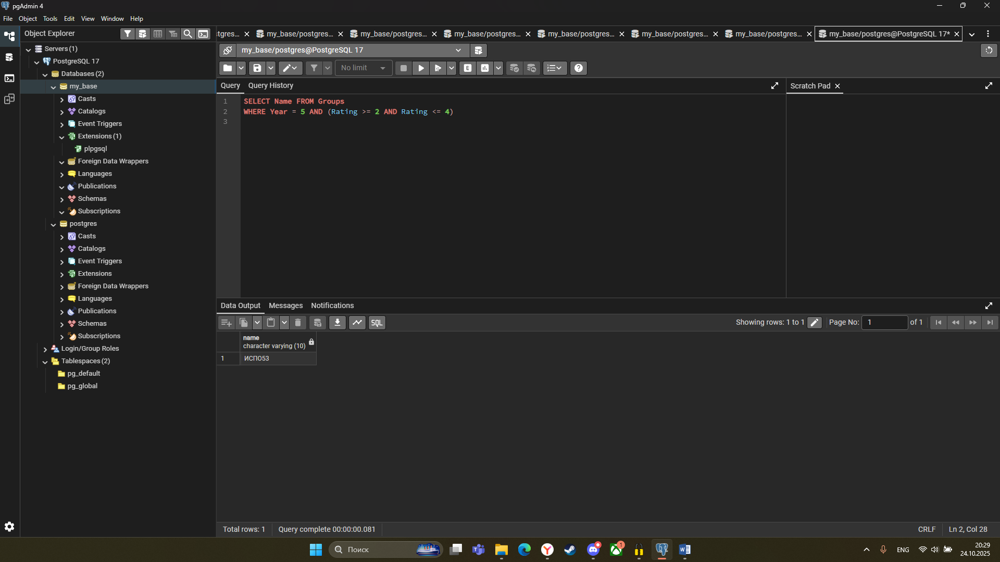 pgAdmin 4
File Object Tools Edit View Window Help
Object Explorer
stgres... my_base/postgres... my_base/postgres... my_base/postgres... my_base/postgres... my_base/postgres... my_base/postgres... my_base/postgres@PostgreSQL 17*
Servers (1)
PostgreSQL 17
Databases (2)
my_base
Casts
Catalogs
Event Triggers
Extensions (1)
plpgsql
Foreign Data Wrappers
Languages
Publications
Schemas
Subscriptions
postgres
Casts
Catalogs
Event Triggers
Extensions
Foreign Data Wrappers
Languages
Publications
Schemas
Subscriptions
Login/Group Roles
Tablespaces (2)
pg_default
pg_global
my_base/postgres@PostgreSQL 17
No limit
E
Query Query History
Scratch Pad
1 SELECT Name FROM Groups
2 WHERE Year = 5 AND (Rating >= 2 AND Rating <= 4)
3
Data Output Messages Notifications
SQL
Showing rows: 1 to 1
Page No: 1 of 1
name
character varying (10)
1 ИСПО53
Total rows: 1
Query complete 00:00:00.081
CRLF
Ln 2, Col 28
Поиск
1
ENG
20:29
24.10.2025